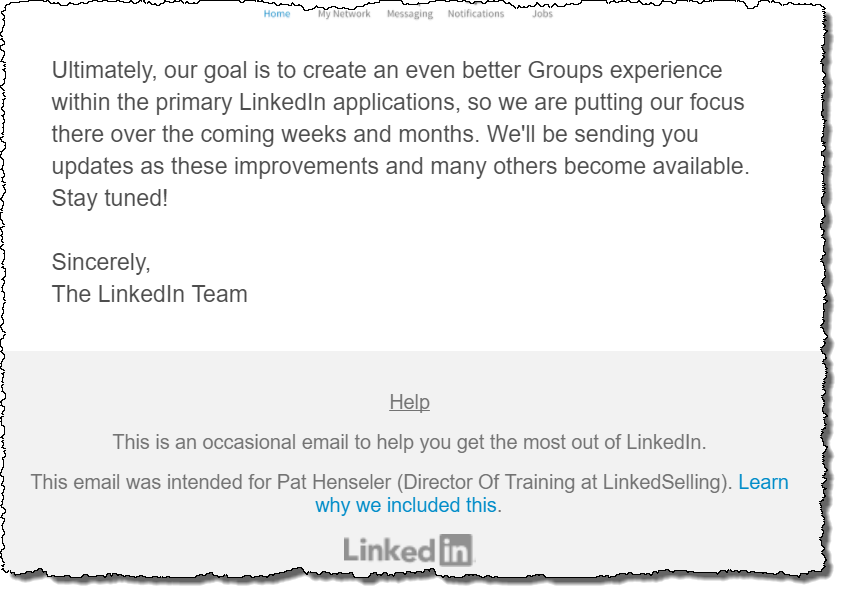 Home My Network Messaging Notifications Jobs
Ultimately, our goal is to create an even better Groups experience
within the primary LinkedIn applications, so we are putting our focus
there over the coming weeks and months. We'll be sending you
updates as these improvements and many others become available.
Stay tuned!
Sincerely,
The LinkedIn Team
Help
This is an occasional email to help you get the most out of LinkedIn.
This email was intended for Pat Henseler (Director Of Training at LinkedSelling). Learn
why we included this.
Linked in